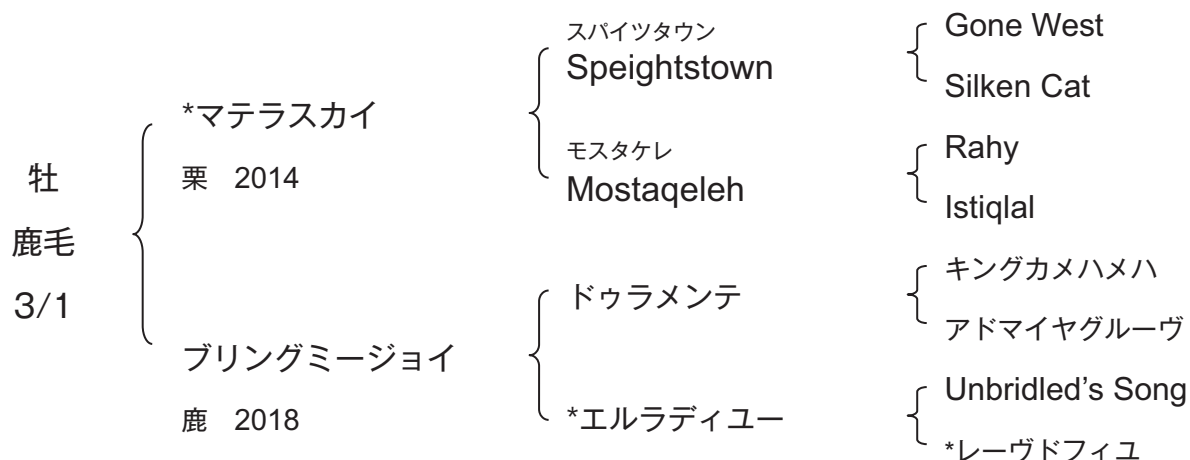 牡
鹿毛
3/1
*マテラスカイ
栗　2014
ブリングミージョイ
鹿　2018
スパイツタウン
Speightstown
モスタケレ
Mostaqeleh
ドゥラメンテ
*エルラディユー
Gone West
Silken Cat
Rahy
Istiqlal
キングカメハメハ
アドマイヤグルーヴ
Unbridled’s Song
*レーヴドフィユ